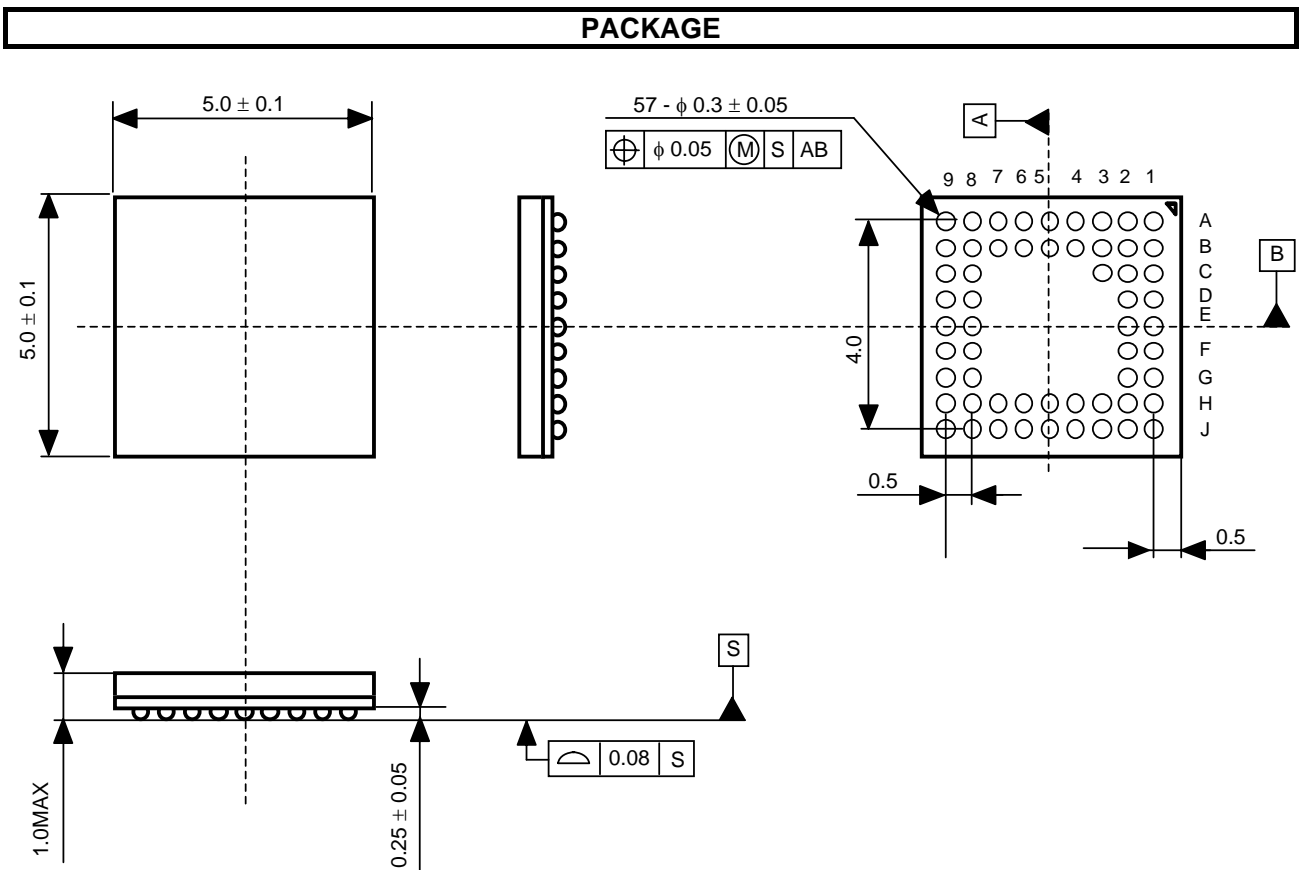 PACKAGE
5.0 ± 0.1
57 - ϕ 0.3 ± 0.05
ϕ 0.05 M S AB
A
9 8 7 6 5 4 3 2 1
A
B
C
D
E
F
G
H
J
B
5.0 ± 0.1
4.0
0.5
0.5
S
0.08 S
1.0MAX
0.25 ± 0.05